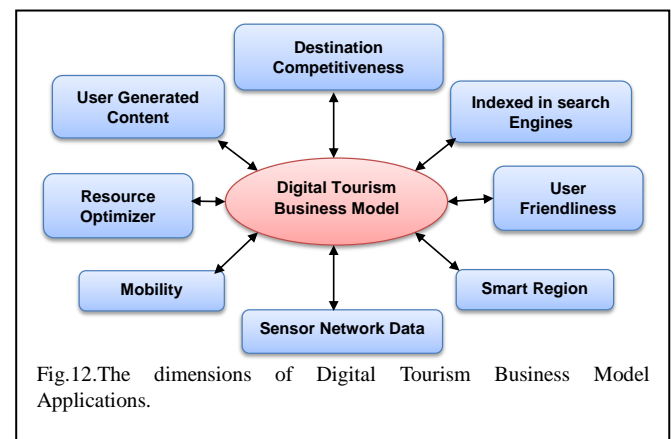 Destination
Competitiveness
User Generated
Content
Indexed in search
Engines
Resource
Optimizer
Digital Tourism
Business Model
User
Friendliness
Mobility
Smart Region
Sensor Network Data
Fig.12.The dimensions of Digital Tourism Business Model
Applications.